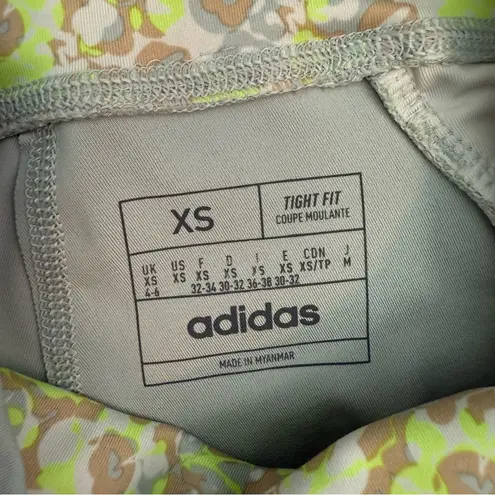 XS
TIGHT FIT
COUPE MOULANTE
UK US F D I E CDN J
XS XS XS XS XS XS XS/TP M
4-6 32-34 30-32 36-38 30-32
adidas
MADE IN MYANMAR